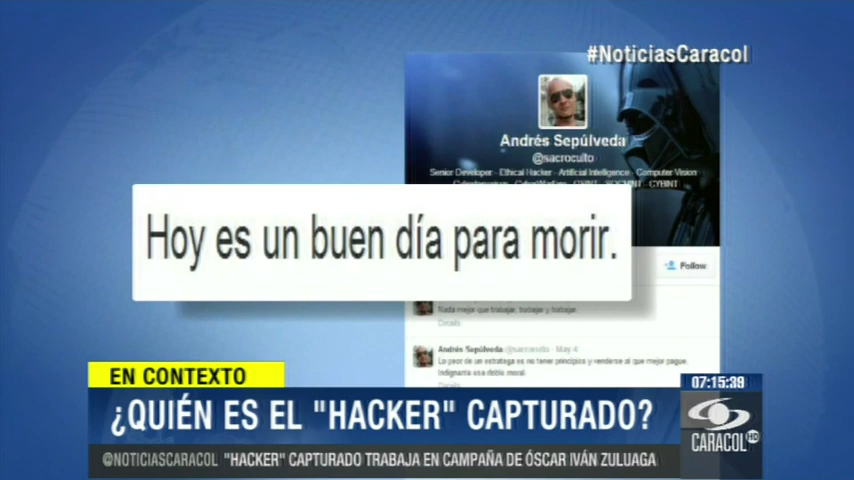 #NoticiasCaracol
Andrés Sepúlveda
@sacroculto
Senior Developer - Ethical Hacker - Artificial Intelligence - Computer Vision
Hoy es un buen día para morir.
Follow
Nada mejor que trabajar, trabajar y trabajar.
Details
Andrés Sepúlveda @sacroculto · May 4
Lo peor de un estratega es no tener principios y venderse al que mejor pague.
Indignante esa doble moral.
Details
EN CONTEXTO
07:15:39
¿QUIÉN ES EL "HACKER" CAPTURADO?
CARACOL HD
@NOTICIASCARACOL "HACKER" CAPTURADO TRABAJA EN CAMPAÑA DE ÓSCAR IVÁN ZULUAGA